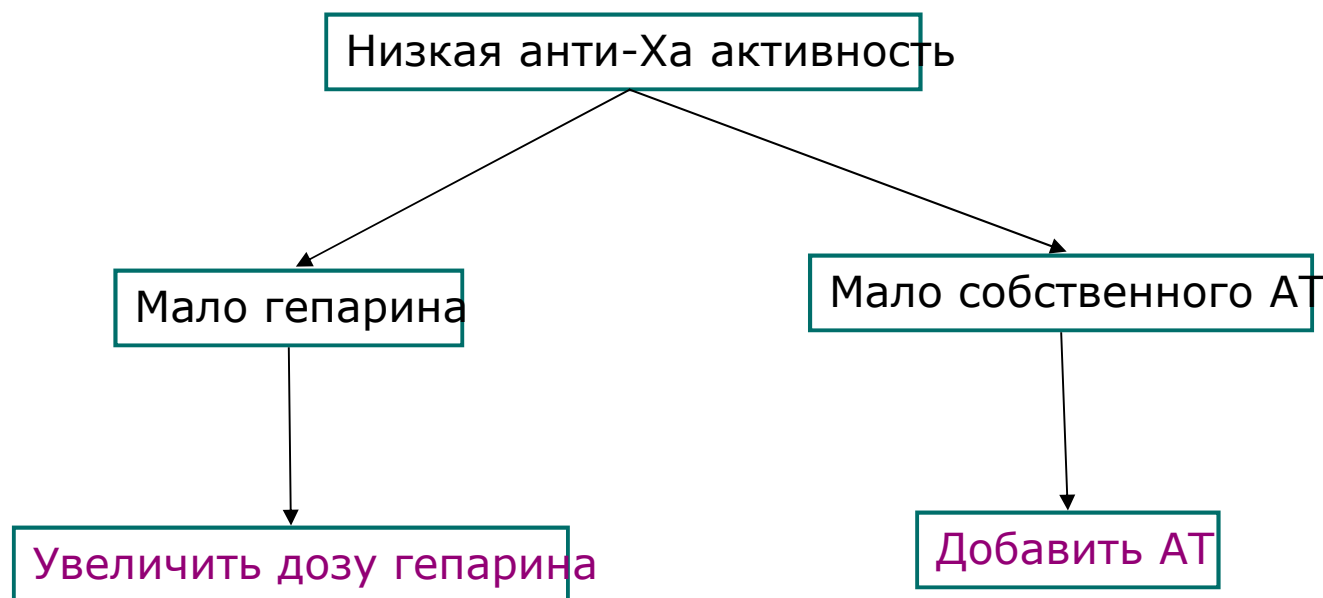 Низкая анти-Ха активность
Мало гепарина
Мало собственного АТ
Увеличить дозу гепарина
Добавить АТ